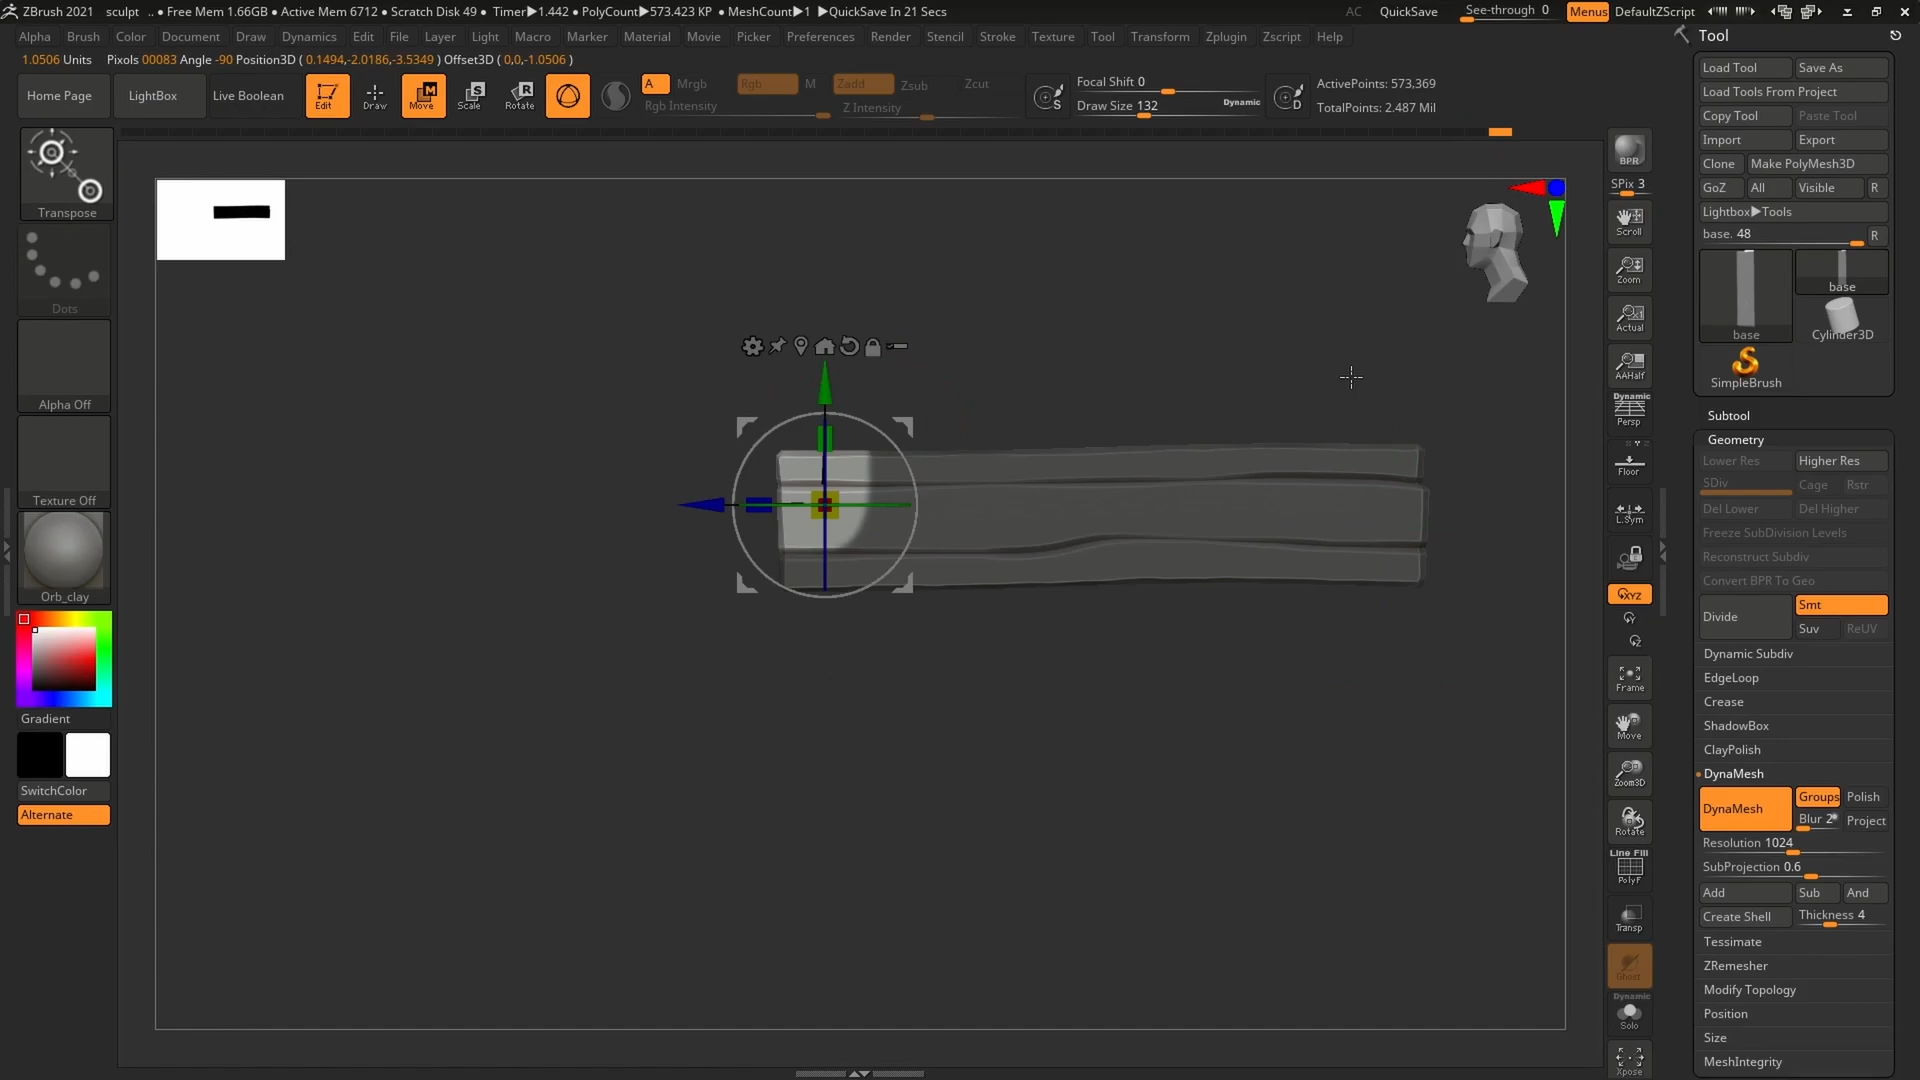 ZBrush 2021 sculpt .. • Free Mem 1.66GB • Active Mem 6712 • Scratch Disk 49 • Timer▶1.442 • PolyCount▶573.423 KP • MeshCount▶1 ▶QuickSave In 21 Secs AC QuickSave See-through 0 Menus DefaultZScript
Alpha Brush Color Document Draw Dynamics Edit File Layer Light Macro Marker Material Movie Picker Preferences Render Stencil Stroke Texture Tool Transform Zplugin Zscript Help
1.0506 Units Pixols 00083 Angle -90 Position3D ( 0.1494,-2.0186,-3.5349 ) Offset3D ( 0,0,-1.0506 )
Home Page LightBox Live Boolean Edit Draw Move Scale Rotate
A Mrgb Rgb M Zadd Zsub Zcut
Rgb Intensity Z Intensity
S Focal Shift 0
Draw Size 132 Dynamic
D ActivePoints: 573,369
TotalPoints: 2.487 Mil
Transpose
Dots
Alpha Off
Texture Off
Orb_clay
Gradient
SwitchColor
Alternate
BPR
SPix 3
Scroll
Zoom
Actual
AAHalf
Dynamic
Persp
Floor
L.Sym
XYZ
Y
Z
Frame
Move
Zoom3D
Rotate
Line Fill
PolyF
Transp
Ghost
Dynamic
Solo
Xpose
Tool
Load Tool Save As
Load Tools From Project
Copy Tool Paste Tool
Import Export
Clone Make PolyMesh3D
GoZ All Visible R
Lightbox▶Tools
base. 48 R
base
base Cylinder3D
SimpleBrush
Subtool
Geometry
Lower Res Higher Res
SDiv Cage Rstr
Del Lower Del Higher
Freeze SubDivision Levels
Reconstruct Subdiv
Convert BPR To Geo
Divide Smt
Suv ReUV
Dynamic Subdiv
EdgeLoop
Crease
ShadowBox
ClayPolish
DynaMesh
DynaMesh Groups Polish
Blur 2 Project
Resolution 1024
SubProjection 0.6
Add Sub And
Create Shell Thickness 4
Tessimate
ZRemesher
Modify Topology
Position
Size
MeshIntegrity